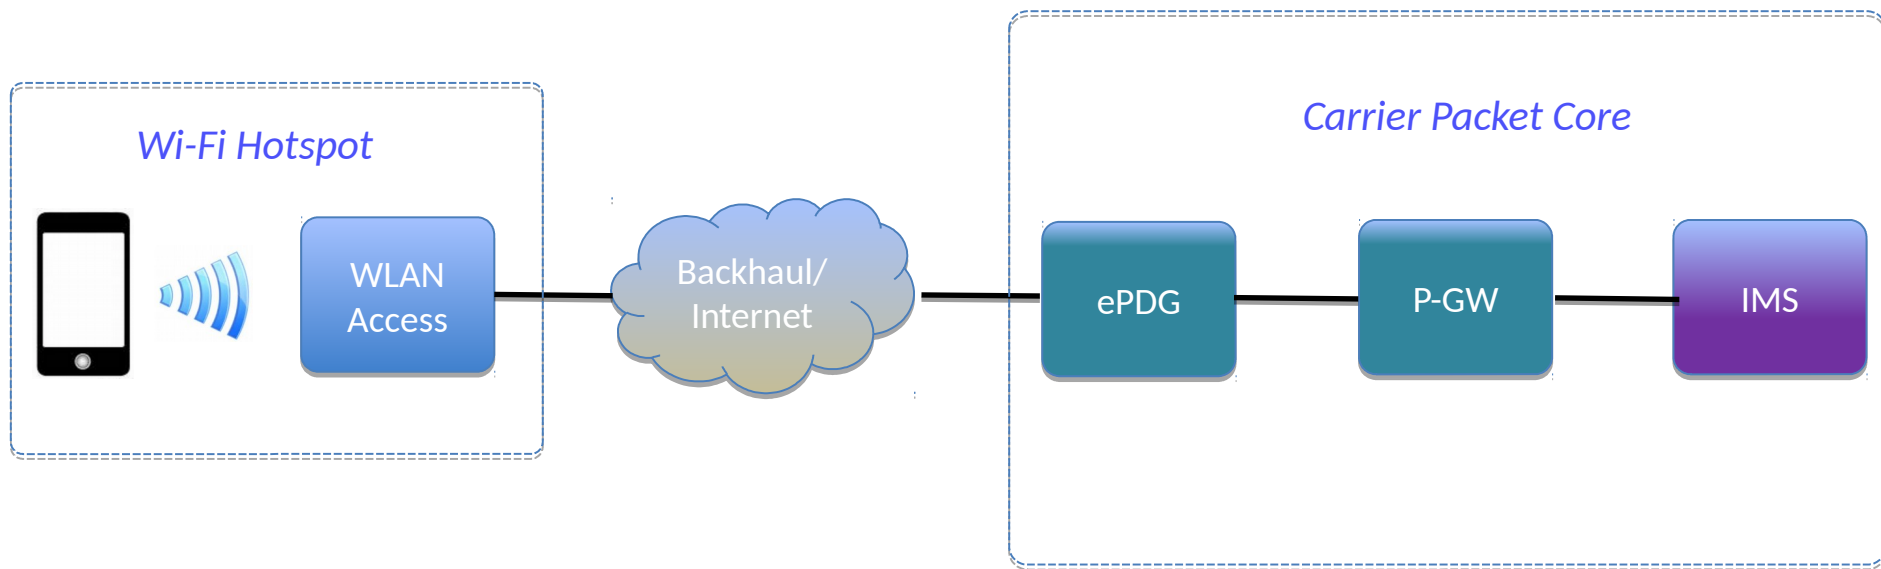 Carrier Packet Core
Wi-Fi Hotspot
WLAN
Access
Backhaul/
Internet
ePDG
P-GW
IMS